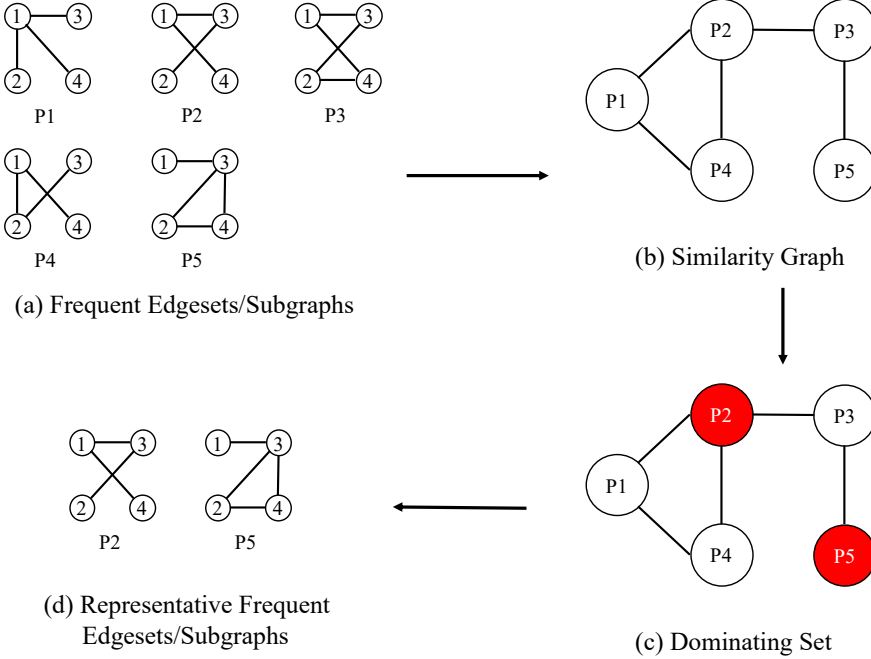 1 3 1 3 1 3
2 4 2 4 2 4
P1 P2 P3
1 3 1 3
2 4 2 4
P4 P5
(a) Frequent Edgesets/Subgraphs
P2 P3
P1
P4 P5
(b) Similarity Graph
P2 P3
P1
P4 P5
(c) Dominating Set
1 3 1 3
2 4 2 4
P2 P5
(d) Representative Frequent
Edgesets/Subgraphs